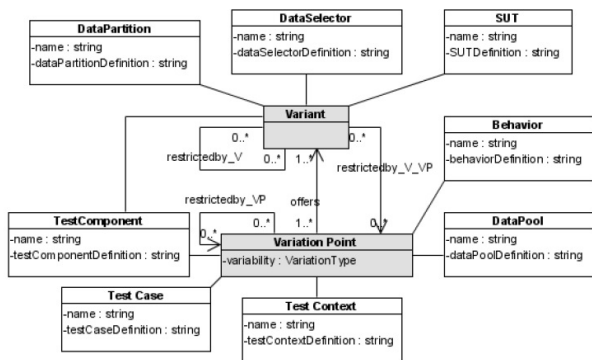 DataPartition
-name : string
-dataPartitionDefinition : string
DataSelector
-name : string
-dataSelectorDefinition : string
SUT
-name : string
-SUTDefinition : string
Variant
0..*
restrictedby_V
0..*
1..*
0..*
restrictedby_V_VP
Behavior
-name : string
-behaviorDefinition : string
restrictedby_VP
offers
0..*
0..*
1..*
0..*
TestComponent
-name : string
-testComponentDefinition : string
Variation Point
-variability : VariationType
DataPool
-name : string
-dataPoolDefinition : string
Test Case
-name : string
-testCaseDefinition : string
Test Context
-name : string
-testContextDefinition : string